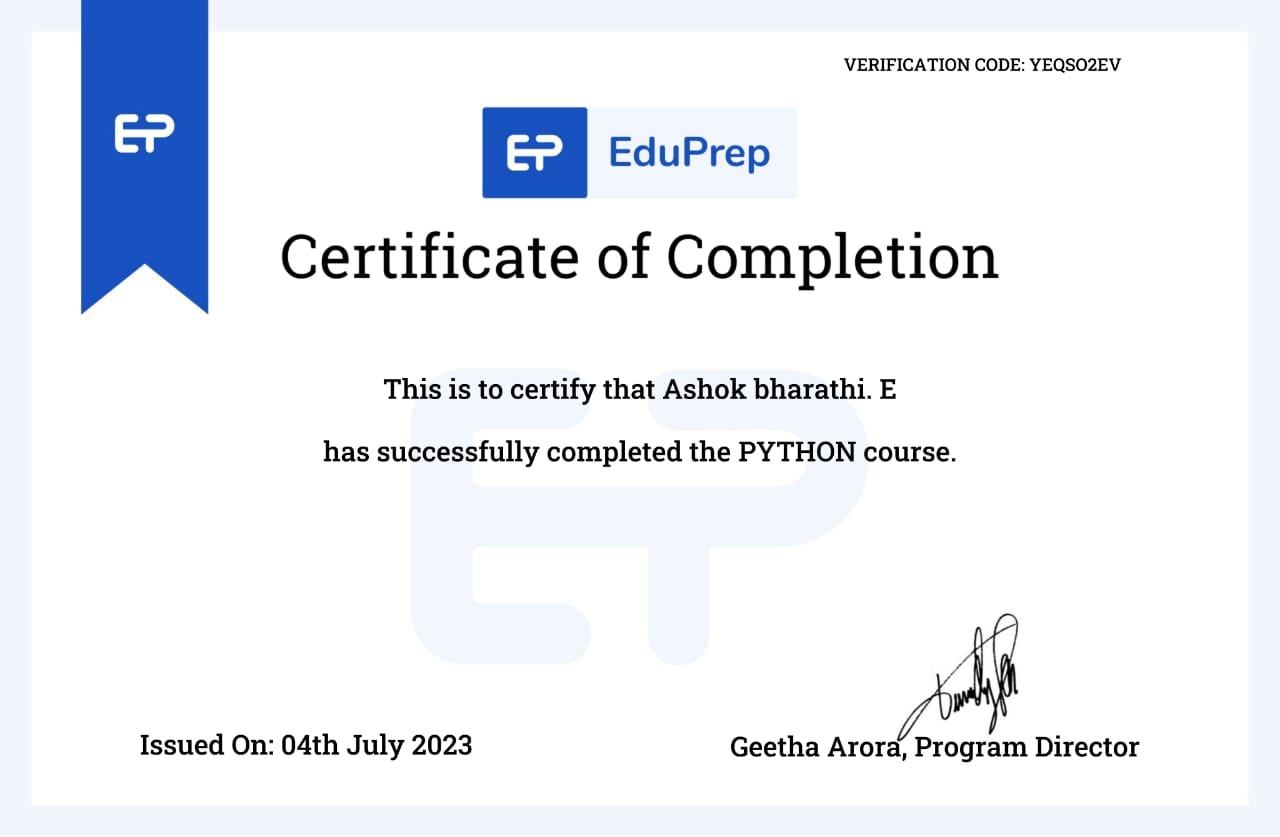 VERIFICATION CODE: YEQSO2EV
EP
EP EduPrep
Certificate of Completion
This is to certify that Ashok bharathi. E
has successfully completed the PYTHON course.
EP
Issued On: 04th July 2023
Geetha Arora, Program Director